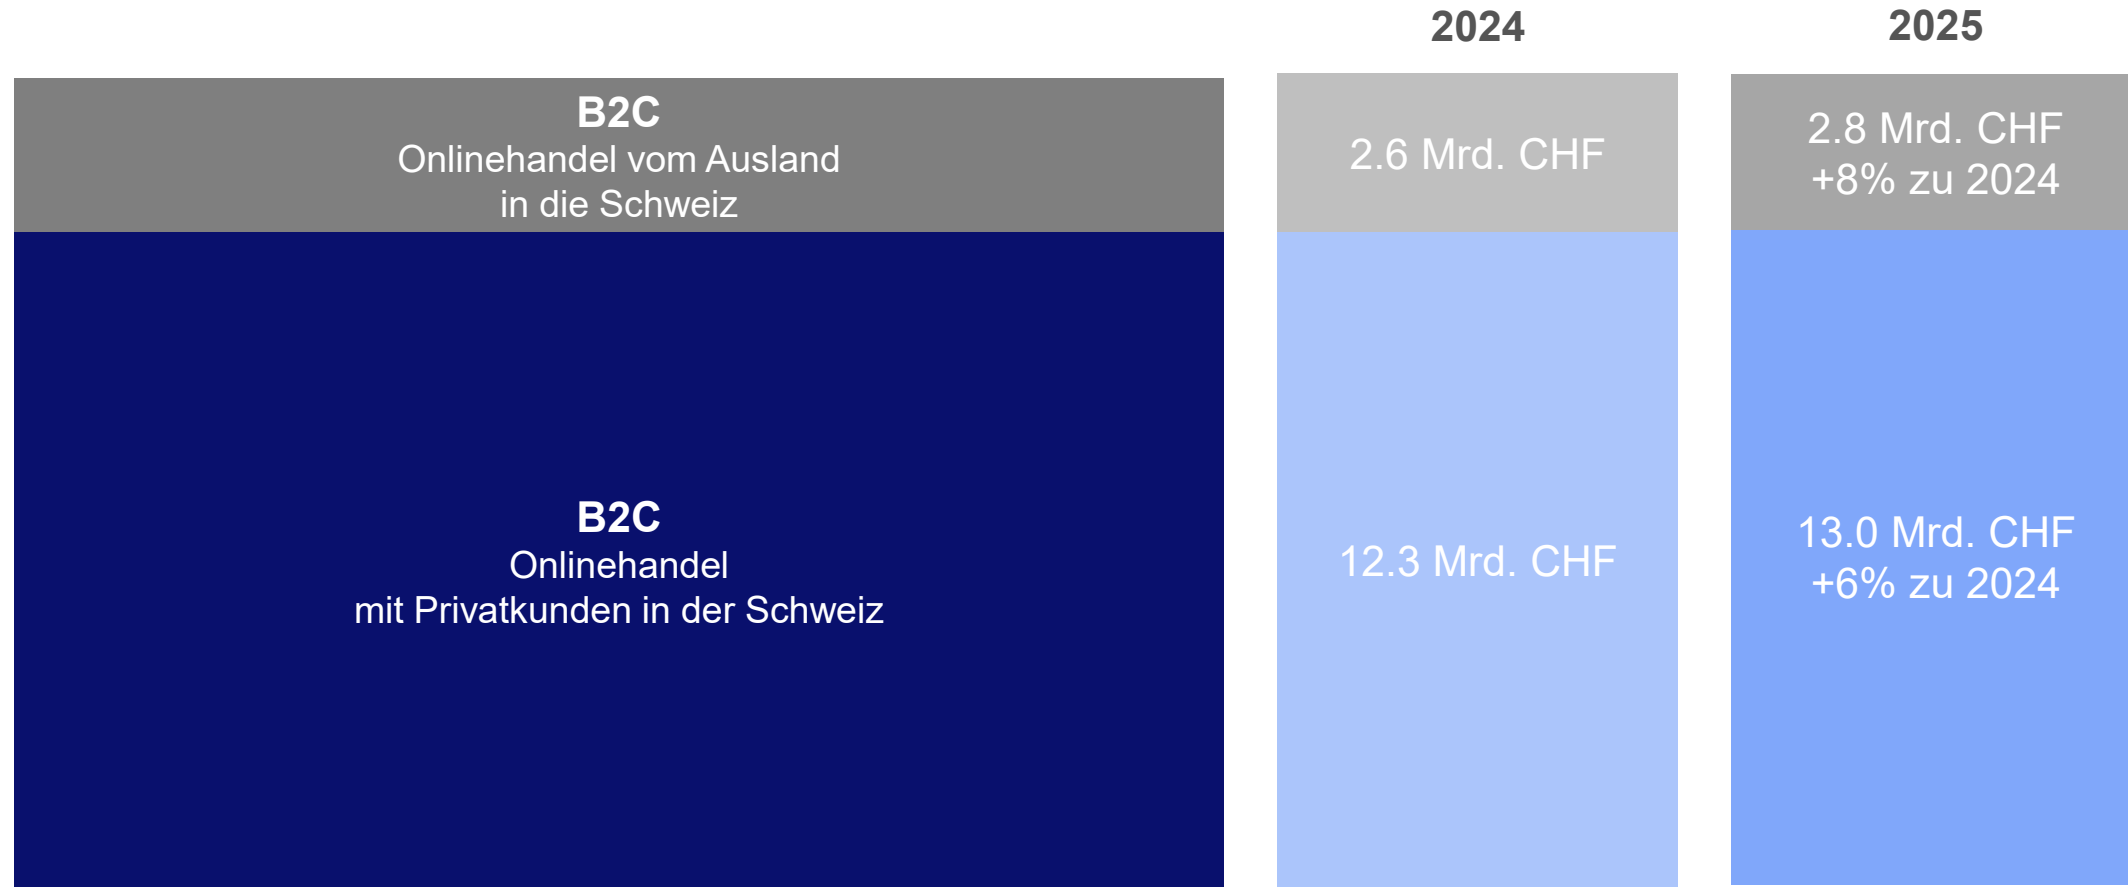 2024
2025
B2C
Onlinehandel vom Ausland
in die Schweiz
2.6 Mrd. CHF
2.8 Mrd. CHF
+8% zu 2024
B2C
Onlinehandel
mit Privatkunden in der Schweiz
12.3 Mrd. CHF
13.0 Mrd. CHF
+6% zu 2024